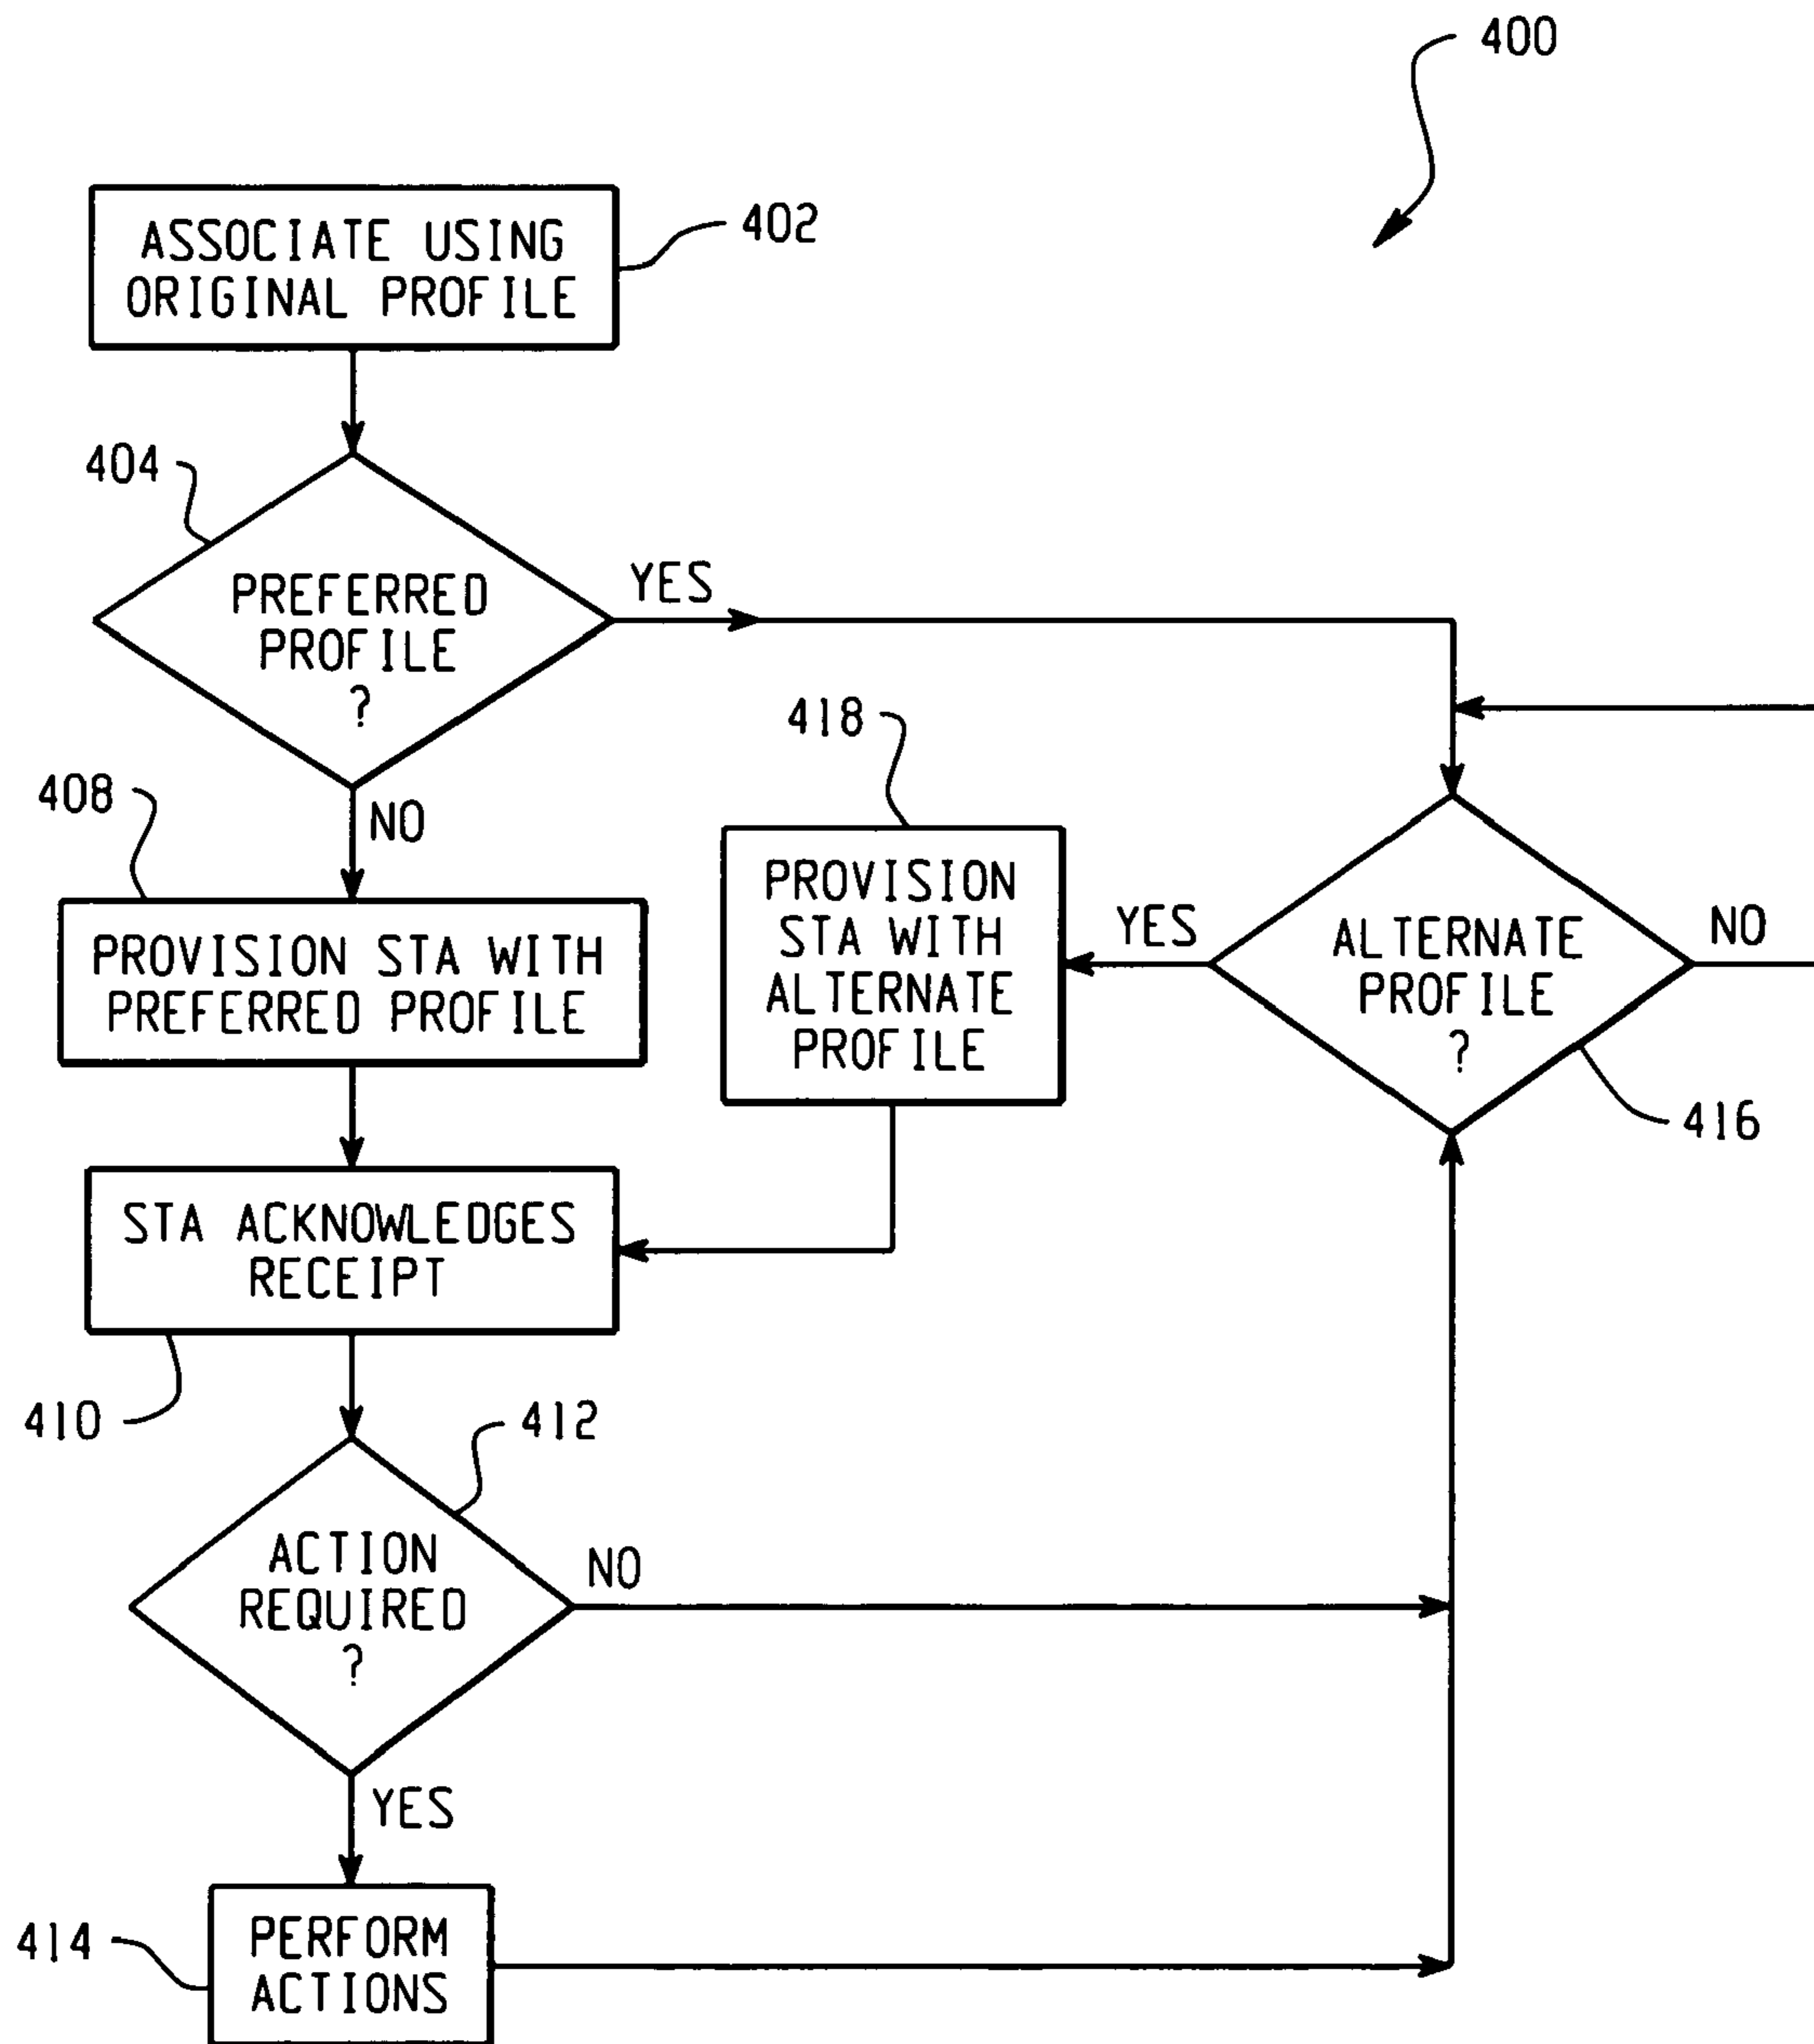 400
ASSOCIATE USING
ORIGINAL PROFILE
402
404
PREFERRED
PROFILE
?
YES
NO
408
PROVISION STA WITH
PREFERRED PROFILE
418
PROVISION
STA WITH
ALTERNATE
PROFILE
YES
ALTERNATE
PROFILE
?
NO
416
STA ACKNOWLEDGES
RECEIPT
410
412
ACTION
REQUIRED
?
NO
YES
414
PERFORM
ACTIONS